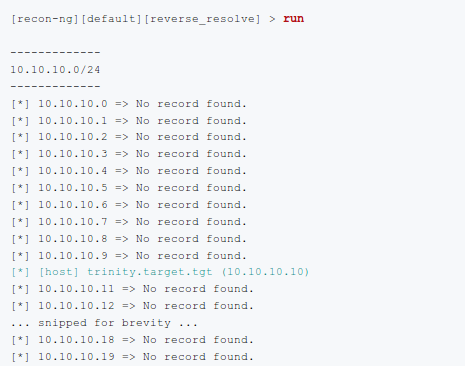 [recon-ng][default][reverse_resolve] > run
-------------
10.10.10.0/24
-------------
[*] 10.10.10.0 => No record found.
[*] 10.10.10.1 => No record found.
[*] 10.10.10.2 => No record found.
[*] 10.10.10.3 => No record found.
[*] 10.10.10.4 => No record found.
[*] 10.10.10.5 => No record found.
[*] 10.10.10.6 => No record found.
[*] 10.10.10.7 => No record found.
[*] 10.10.10.8 => No record found.
[*] 10.10.10.9 => No record found.
[*] [host] trinity.target.tgt (10.10.10.10)
[*] 10.10.10.11 => No record found.
[*] 10.10.10.12 => No record found.
... snipped for brevity ...
[*] 10.10.10.18 => No record found.
[*] 10.10.10.19 => No record found.